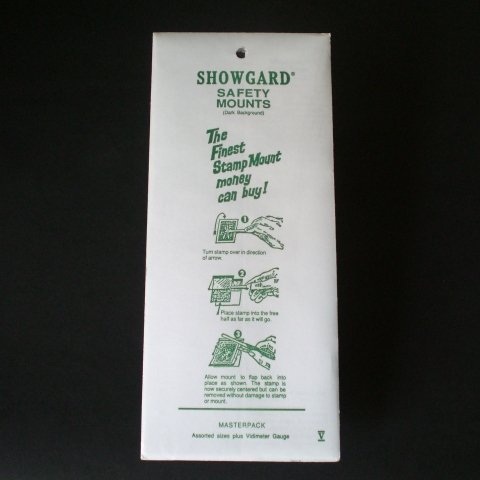 SHOWGARD®
SAFETY
MOUNTS
(Dark Background)
The
Finest
Stamp Mount
money
can buy!
1
Turn stamp over in direction
of arrow.
2
Place stamp into the free
half as far as it will go.
3
Allow mount to flap back into
place as shown. The stamp is
now securely centered but can be
removed without damage to stamp
or mount.
MASTERPACK
Assorted sizes plus Vidimeter Gauge
V